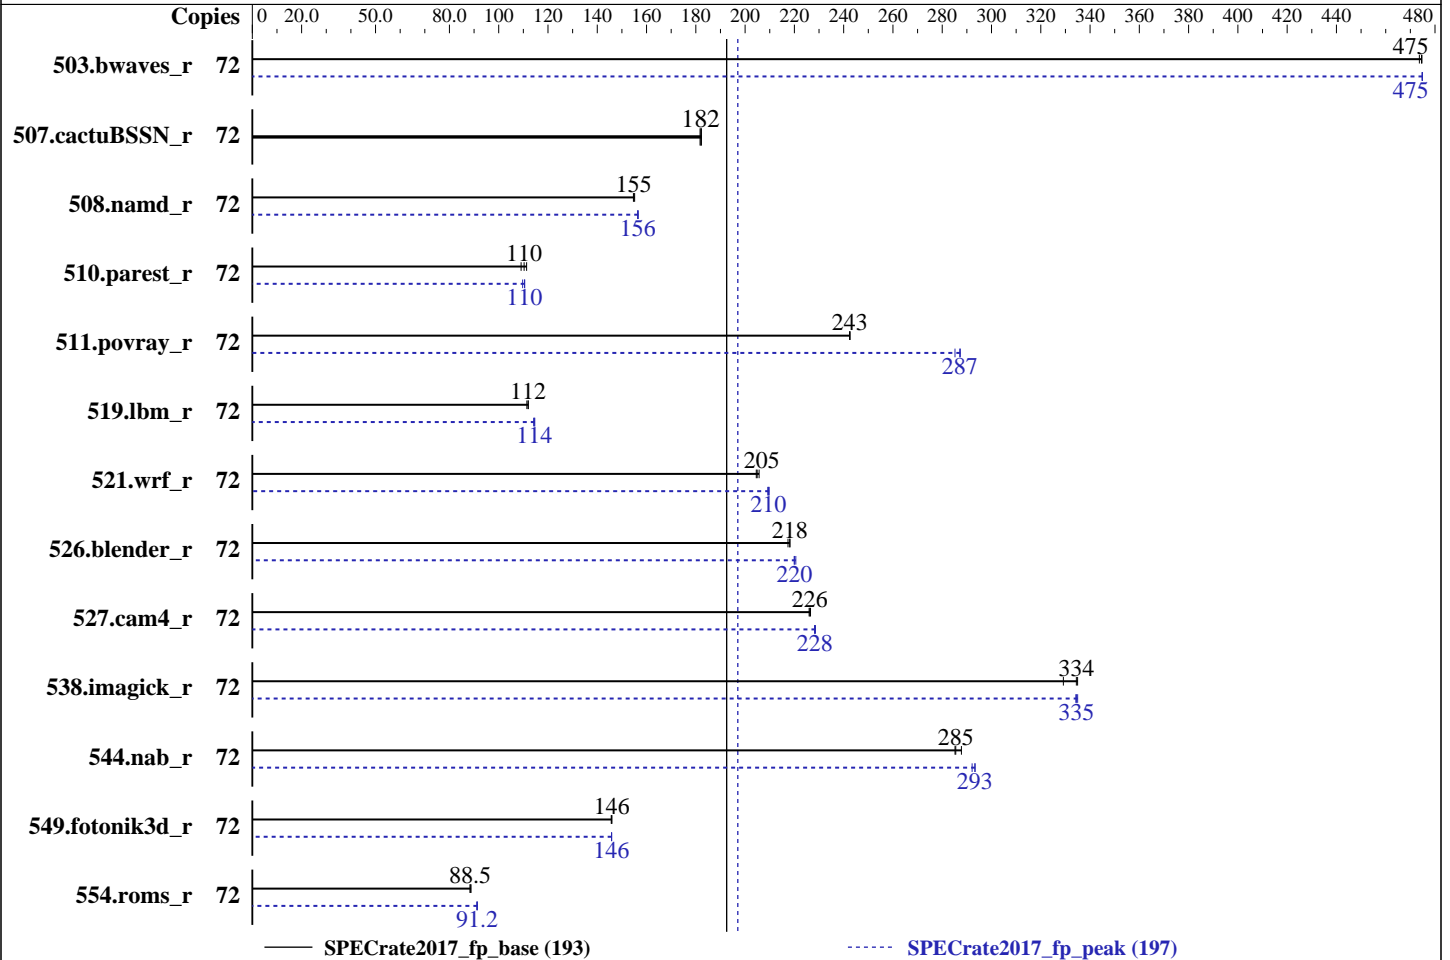 Copies 0 20.0 50.0 80.0 100 120 140 160 180 200 220 240 260 280 300 320 340 360 380 400 420 440 480
475
503.bwaves_r 72
475
182
507.cactuBSSN_r 72
155
508.namd_r 72
156
110
510.parest_r 72
110
243
511.povray_r 72
287
112
519.lbm_r 72
114
205
521.wrf_r 72
210
218
526.blender_r 72
220
226
527.cam4_r 72
228
334
538.imagick_r 72
335
285
544.nab_r 72
293
146
549.fotonik3d_r 72
146
88.5
554.roms_r 72
91.2
SPECrate2017_fp_base (193) SPECrate2017_fp_peak (197)